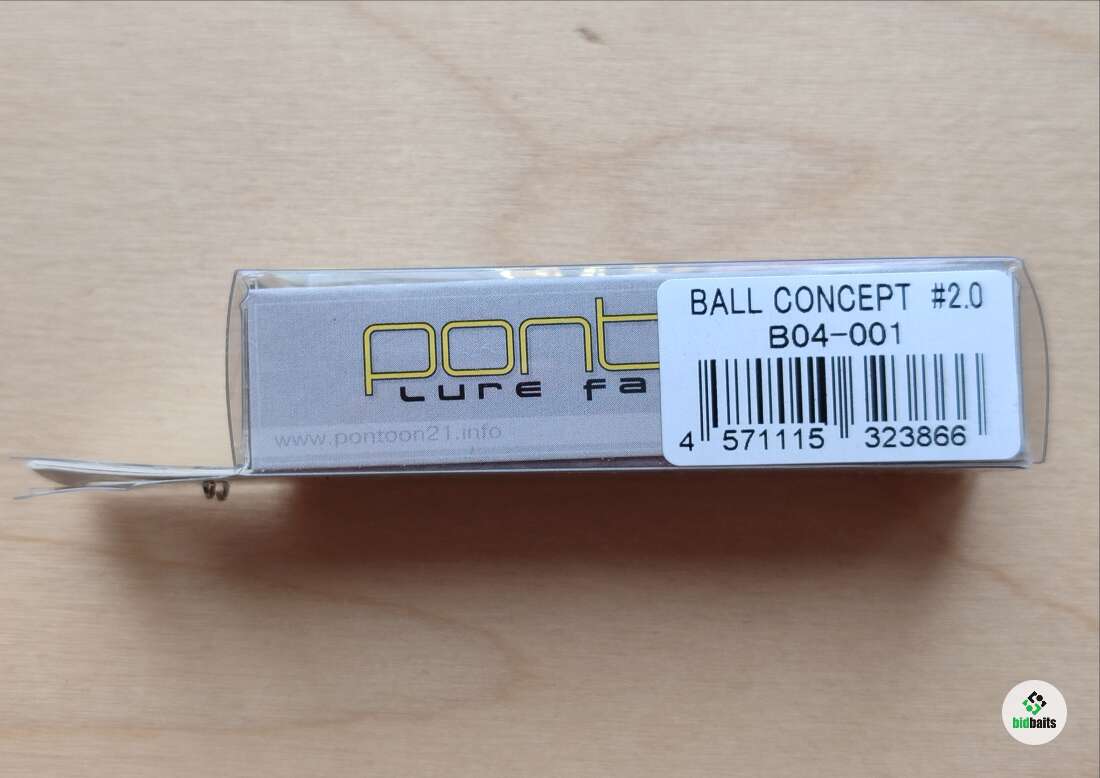 BALL CONCEPT #2.0
B04-001
4 571115 323866
pont
LURE Fa
www.pontoon21.info
bidbaits